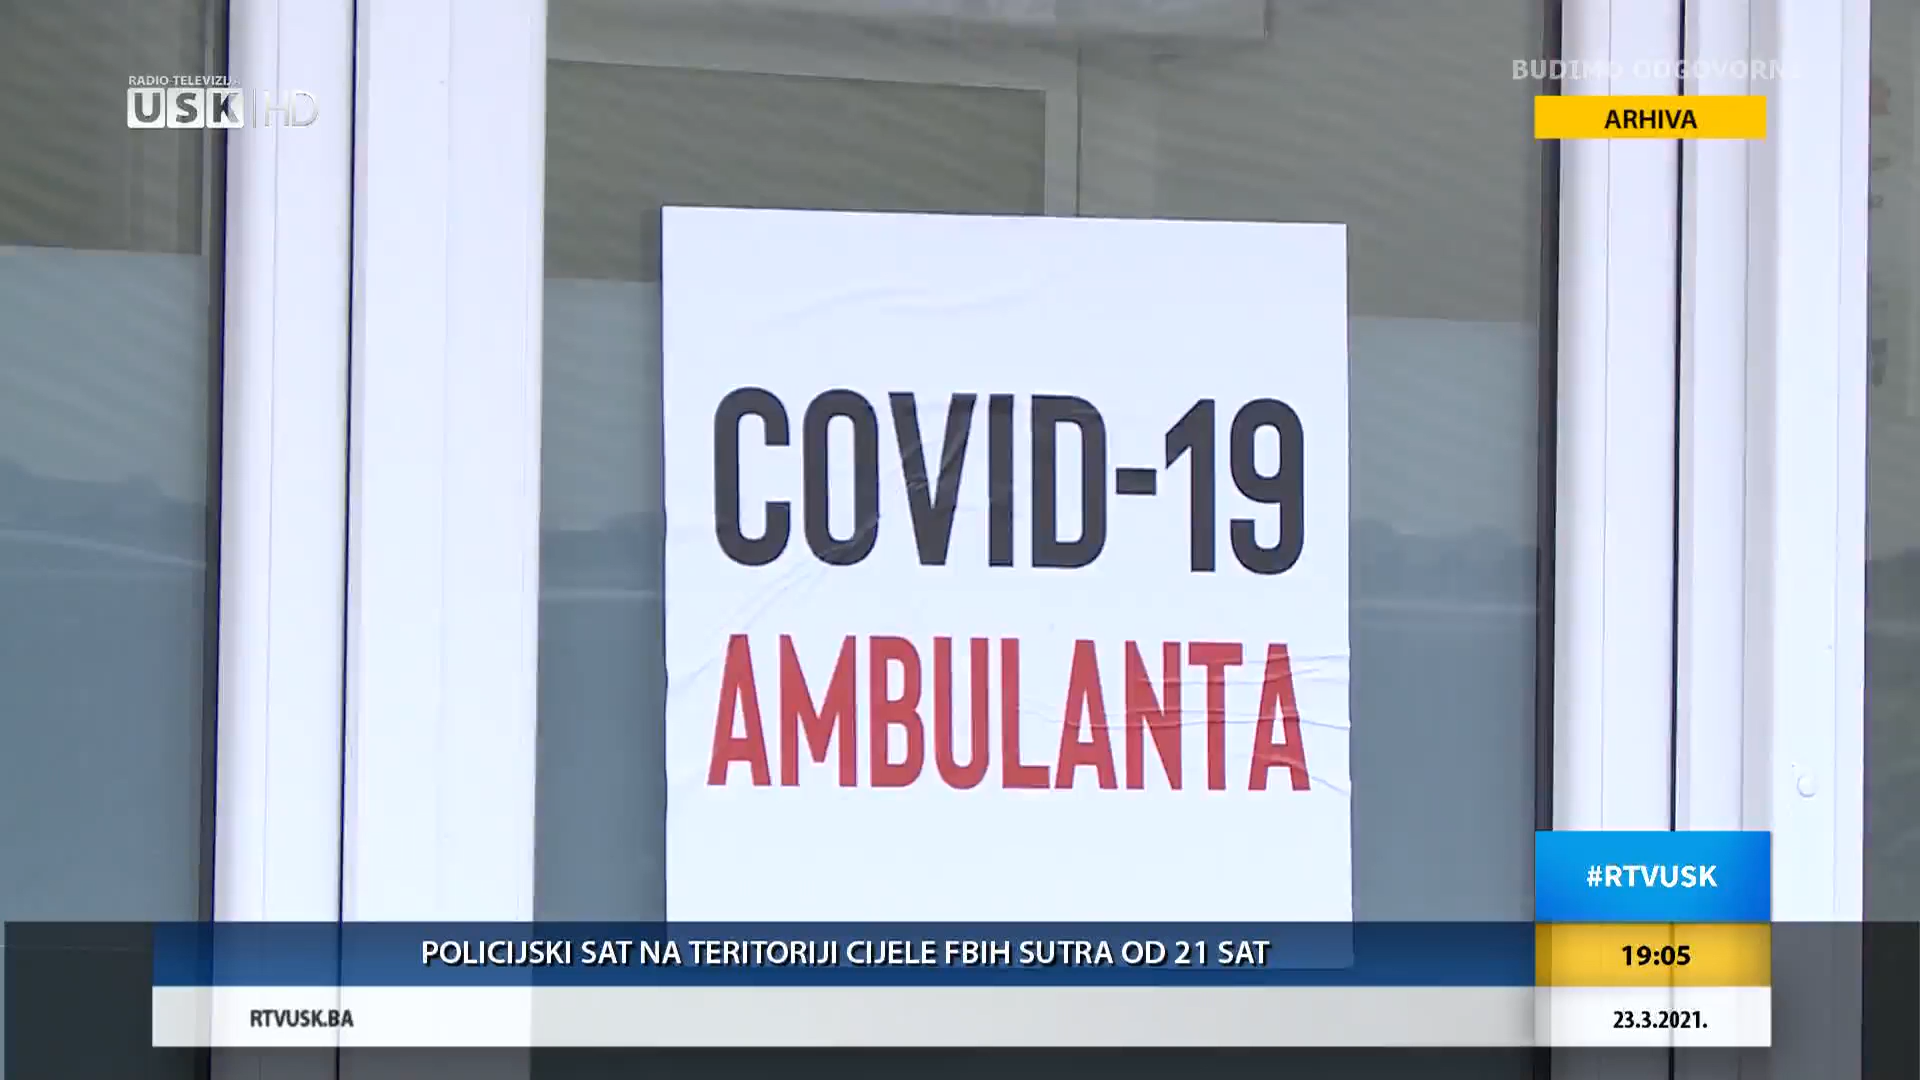 RADIO-TELEVIZIJA
USK|HD
BUDIMO ODGOVORNI
ARHIVA
COVID-19
AMBULANTA
#RTVUSK
POLICIJSKI SAT NA TERITORIJI CIJELE FBIH SUTRA OD 21 SAT
19:05
RTVUSK.BA
23.3.2021.